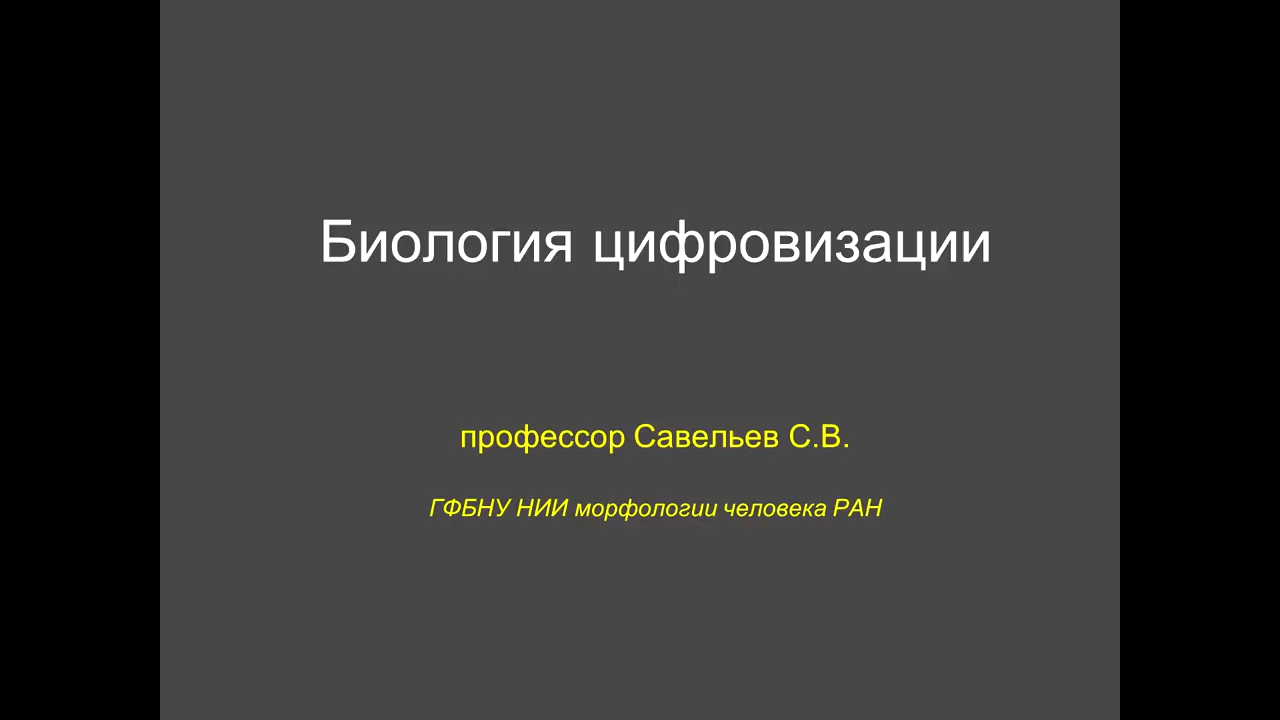 Биология цифровизации
профессор Савельев С.В.
ГФБНУ НИИ морфологии человека РАН